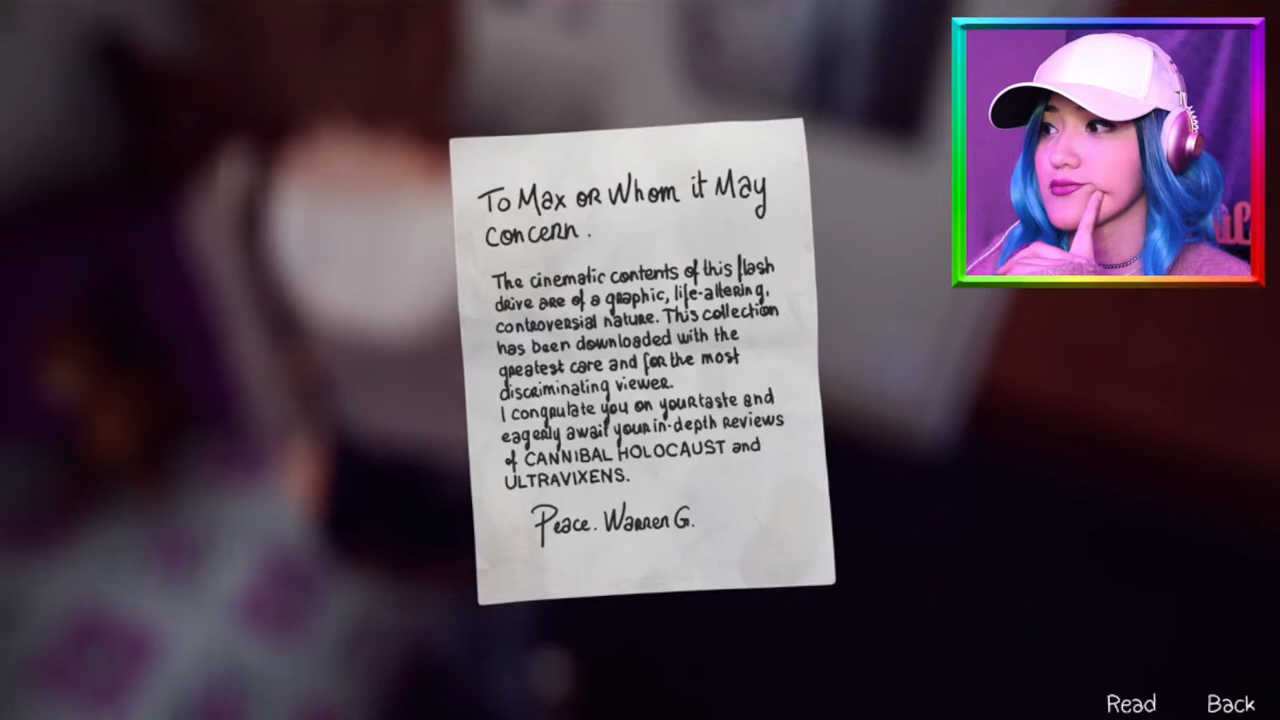 To Max or Whom it May
Concern.
The cinematic contents of this flash
drive are of a graphic, life-altering,
controversial nature. This collection
has been downloaded with the
greatest care and for the most
discriminating viewer.
I congrulate you on your taste and
eagerly await your in-depth reviews
of CANNIBAL HOLOCAUST and
ULTRAVIXENS.
Peace. Warren G.
Read Back